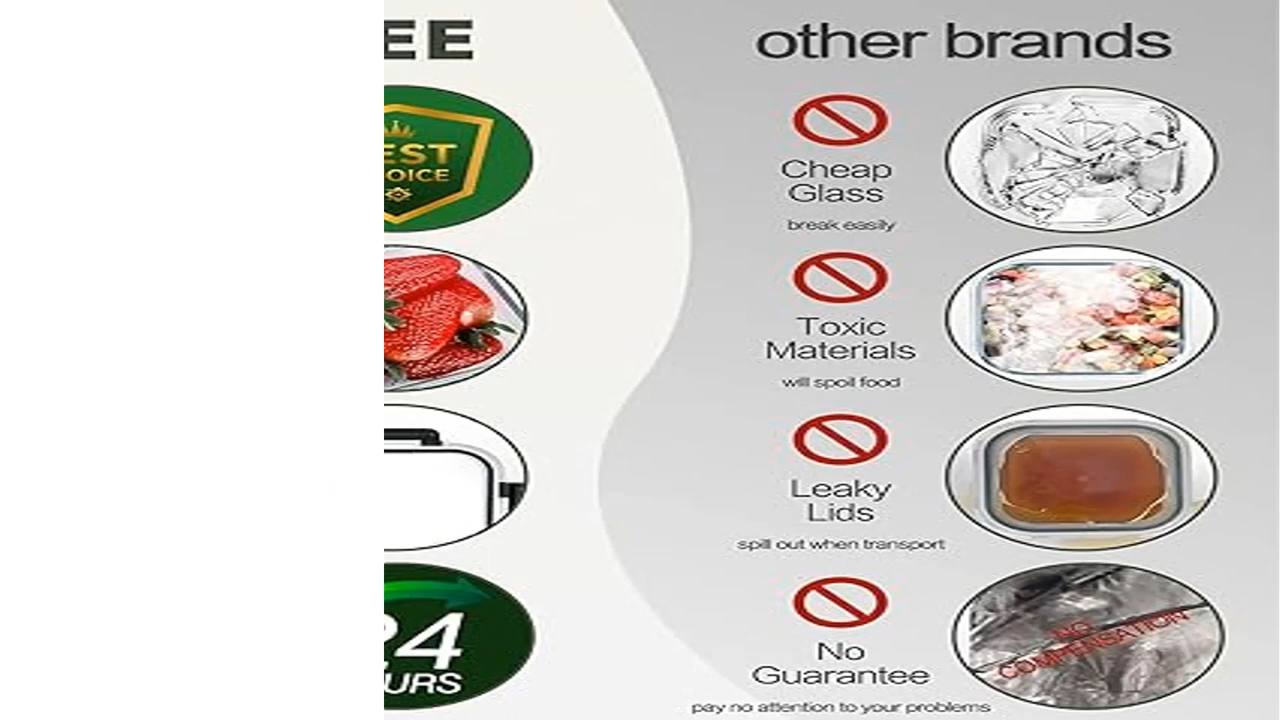 EE
other brands
EST
OICE
Cheap
Glass
break easily
Toxic
Materials
will spoil food
Leaky
Lids
spill out when transport
24
URS
No
Guarantee
pay no attention to your problems
NO
COMPENSATION